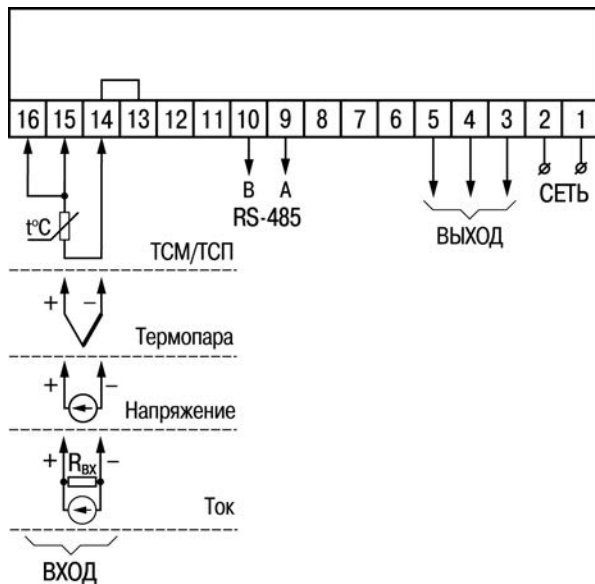 16 15 14 13 12 11 10 9 8 7 6 5 4 3 2 1
B A
RS-485
СЕТЬ
ВЫХОД
t°C
ТСМ/ТСП
+ –
Термопара
+ –
Напряжение
+ Rвх –
Ток
ВХОД